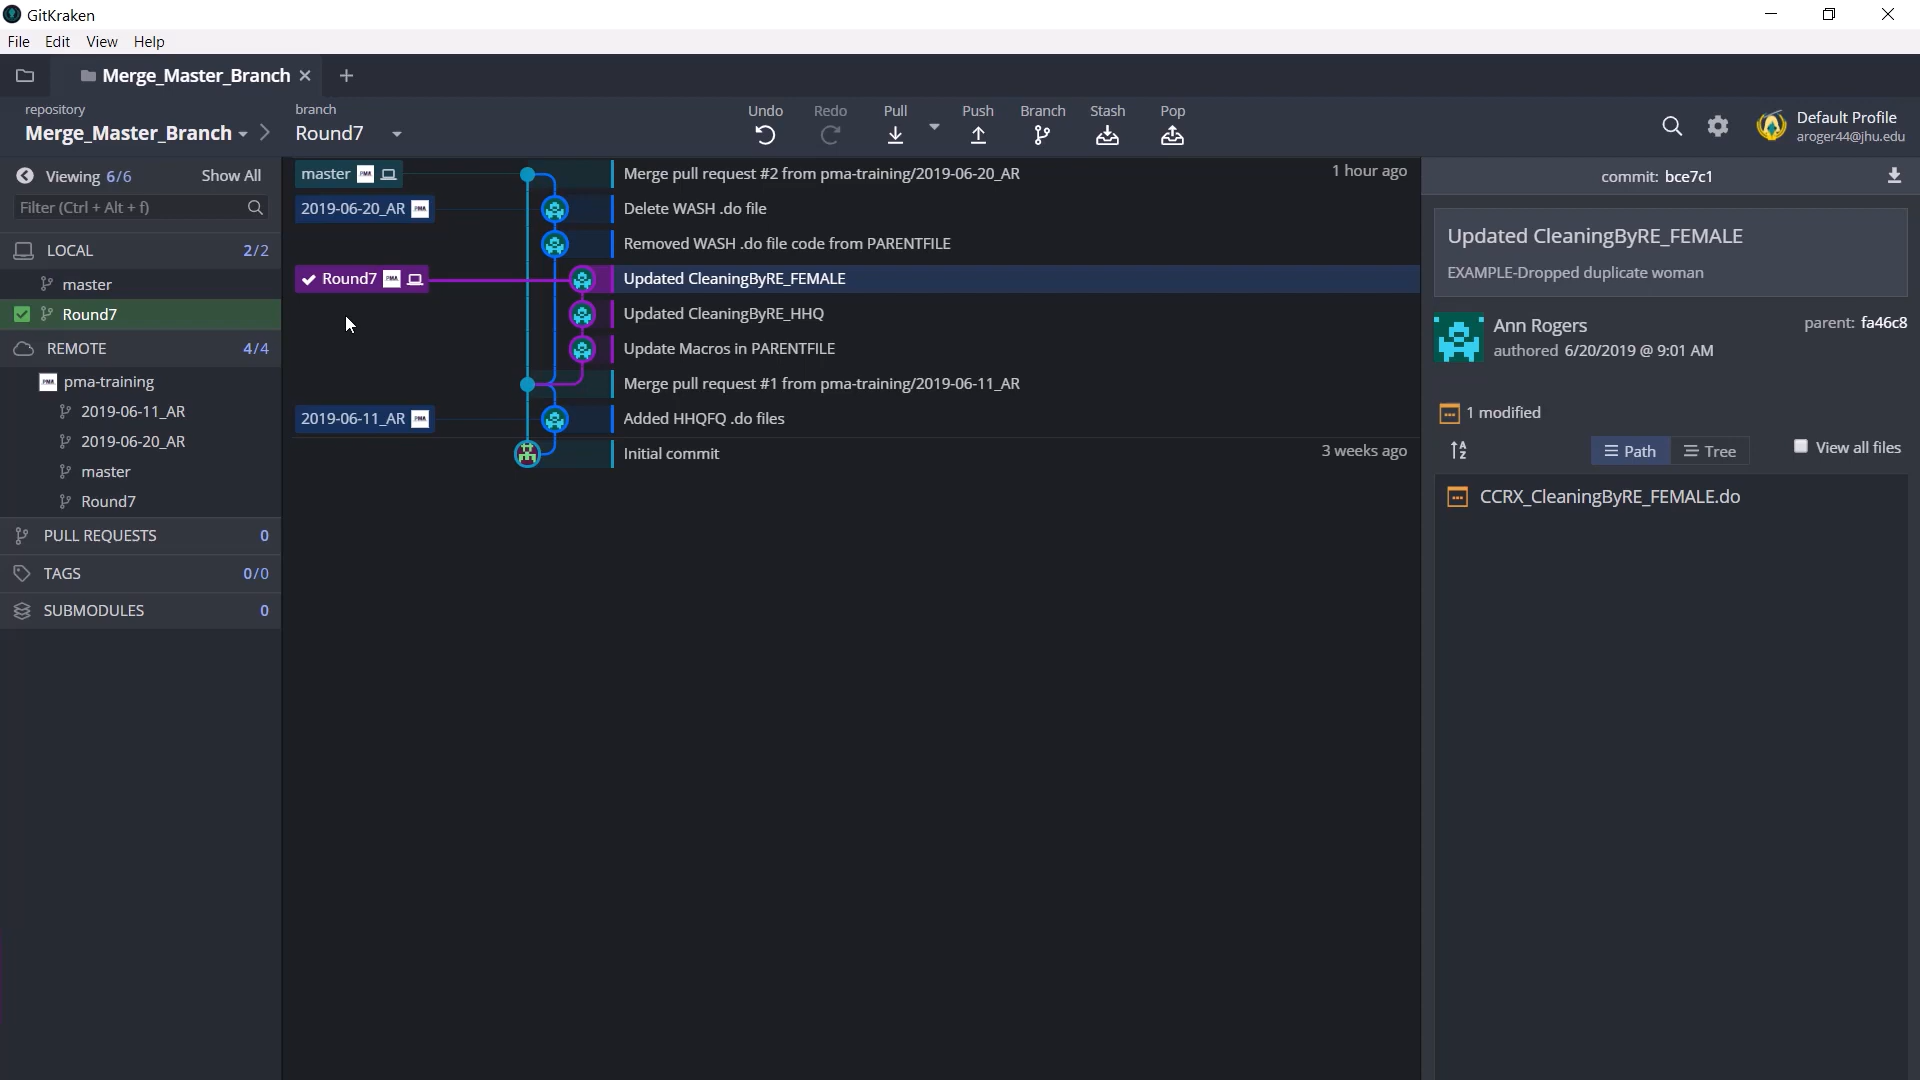 GitKraken
File Edit View Help
Merge_Master_Branch
repository
Merge_Master_Branch
branch
Round7
Undo
Redo
Pull
Push
Branch
Stash
Pop
Default Profile
aroger44@jhu.edu
Viewing 6/6 Show All
Filter (Ctrl + Alt + f)
LOCAL 2/2
master
Round7
REMOTE 4/4
pma-training
2019-06-11_AR
2019-06-20_AR
master
Round7
PULL REQUESTS 0
TAGS 0/0
SUBMODULES 0
master Merge pull request #2 from pma-training/2019-06-20_AR 1 hour ago
2019-06-20_AR Delete WASH .do file
Removed WASH .do file code from PARENTFILE
Round7 Updated CleaningByRE_FEMALE
Updated CleaningByRE_HHQ
Update Macros in PARENTFILE
Merge pull request #1 from pma-training/2019-06-11_AR
2019-06-11_AR Added HHQFQ .do files
Initial commit 3 weeks ago
commit: bce7c1
Updated CleaningByRE_FEMALE
EXAMPLE-Dropped duplicate woman
Ann Rogers
authored 6/20/2019 @ 9:01 AM
parent: fa46c8
1 modified
Path Tree View all files
CCRX_CleaningByRE_FEMALE.do